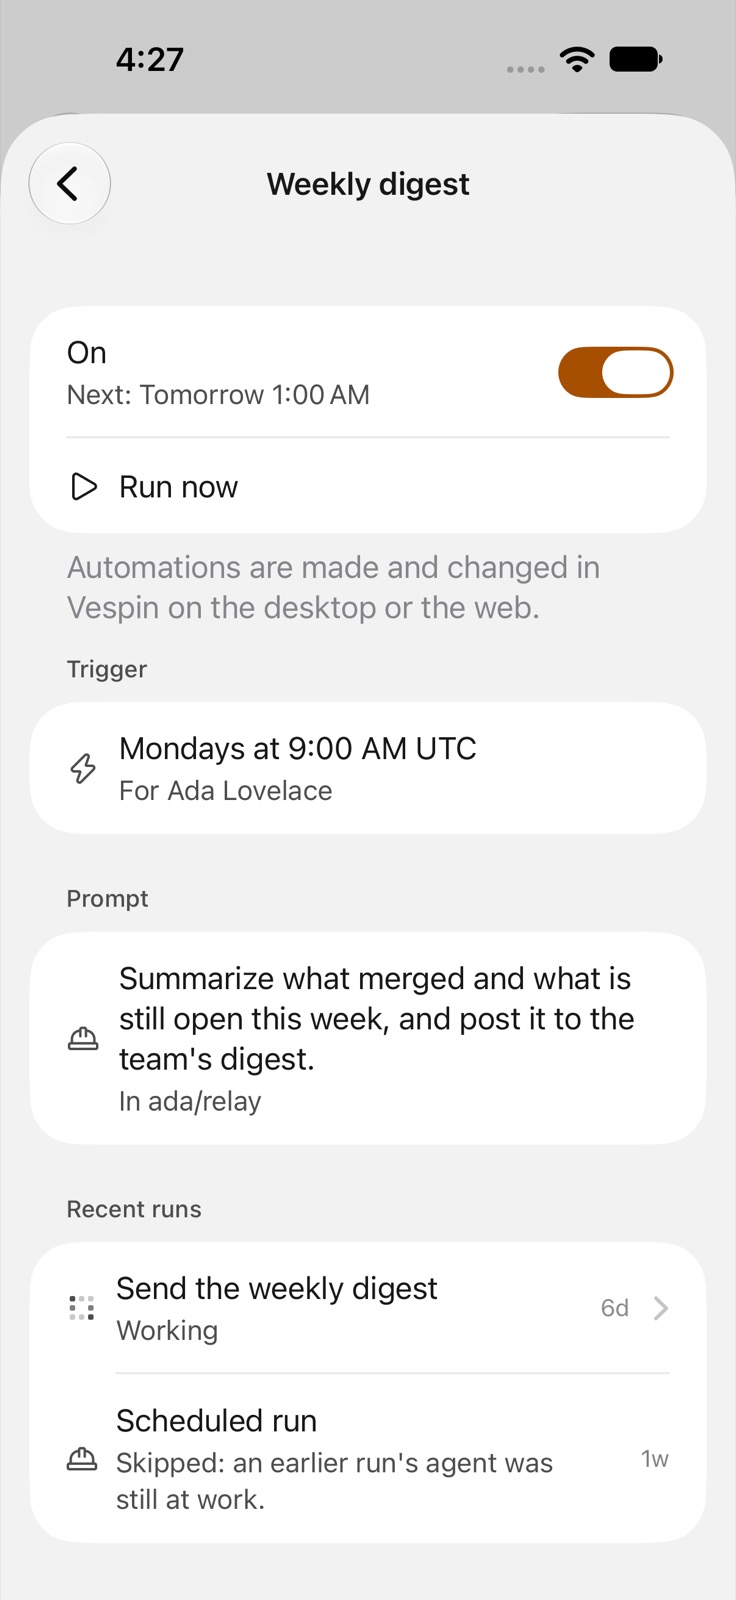 4:27
Weekly digest
On
Next: Tomorrow 1:00 AM
Run now
Automations are made and changed in
Vespin on the desktop or the web.
Trigger
Mondays at 9:00 AM UTC
For Ada Lovelace
Prompt
Summarize what merged and what is
still open this week, and post it to the
team's digest.
In ada/relay
Recent runs
Send the weekly digest
Working
6d
Scheduled run
Skipped: an earlier run's agent was
still at work.
1w